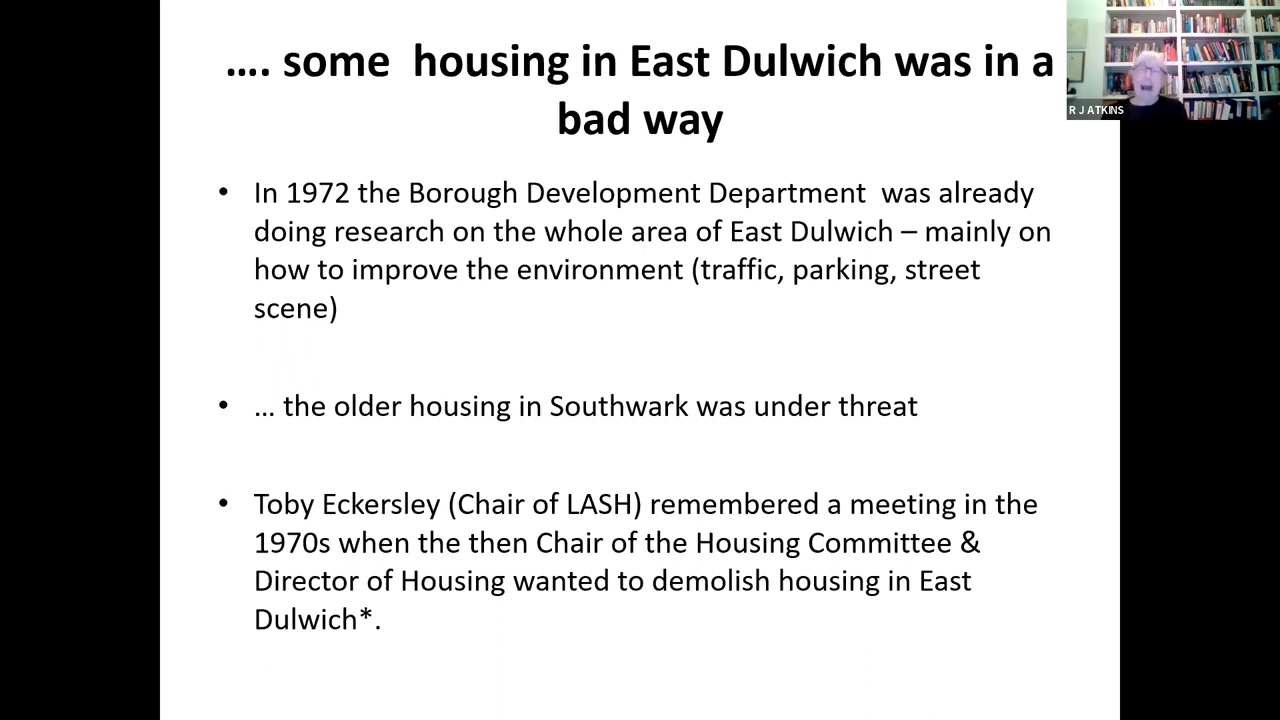 .... some  housing in East Dulwich was in a
bad way
R J ATKINS
• In 1972 the Borough Development Department  was already
doing research on the whole area of East Dulwich – mainly on
how to improve the environment (traffic, parking, street
scene)
• … the older housing in Southwark was under threat
• Toby Eckersley (Chair of LASH) remembered a meeting in the
1970s when the then Chair of the Housing Committee &
Director of Housing wanted to demolish housing in East
Dulwich*.